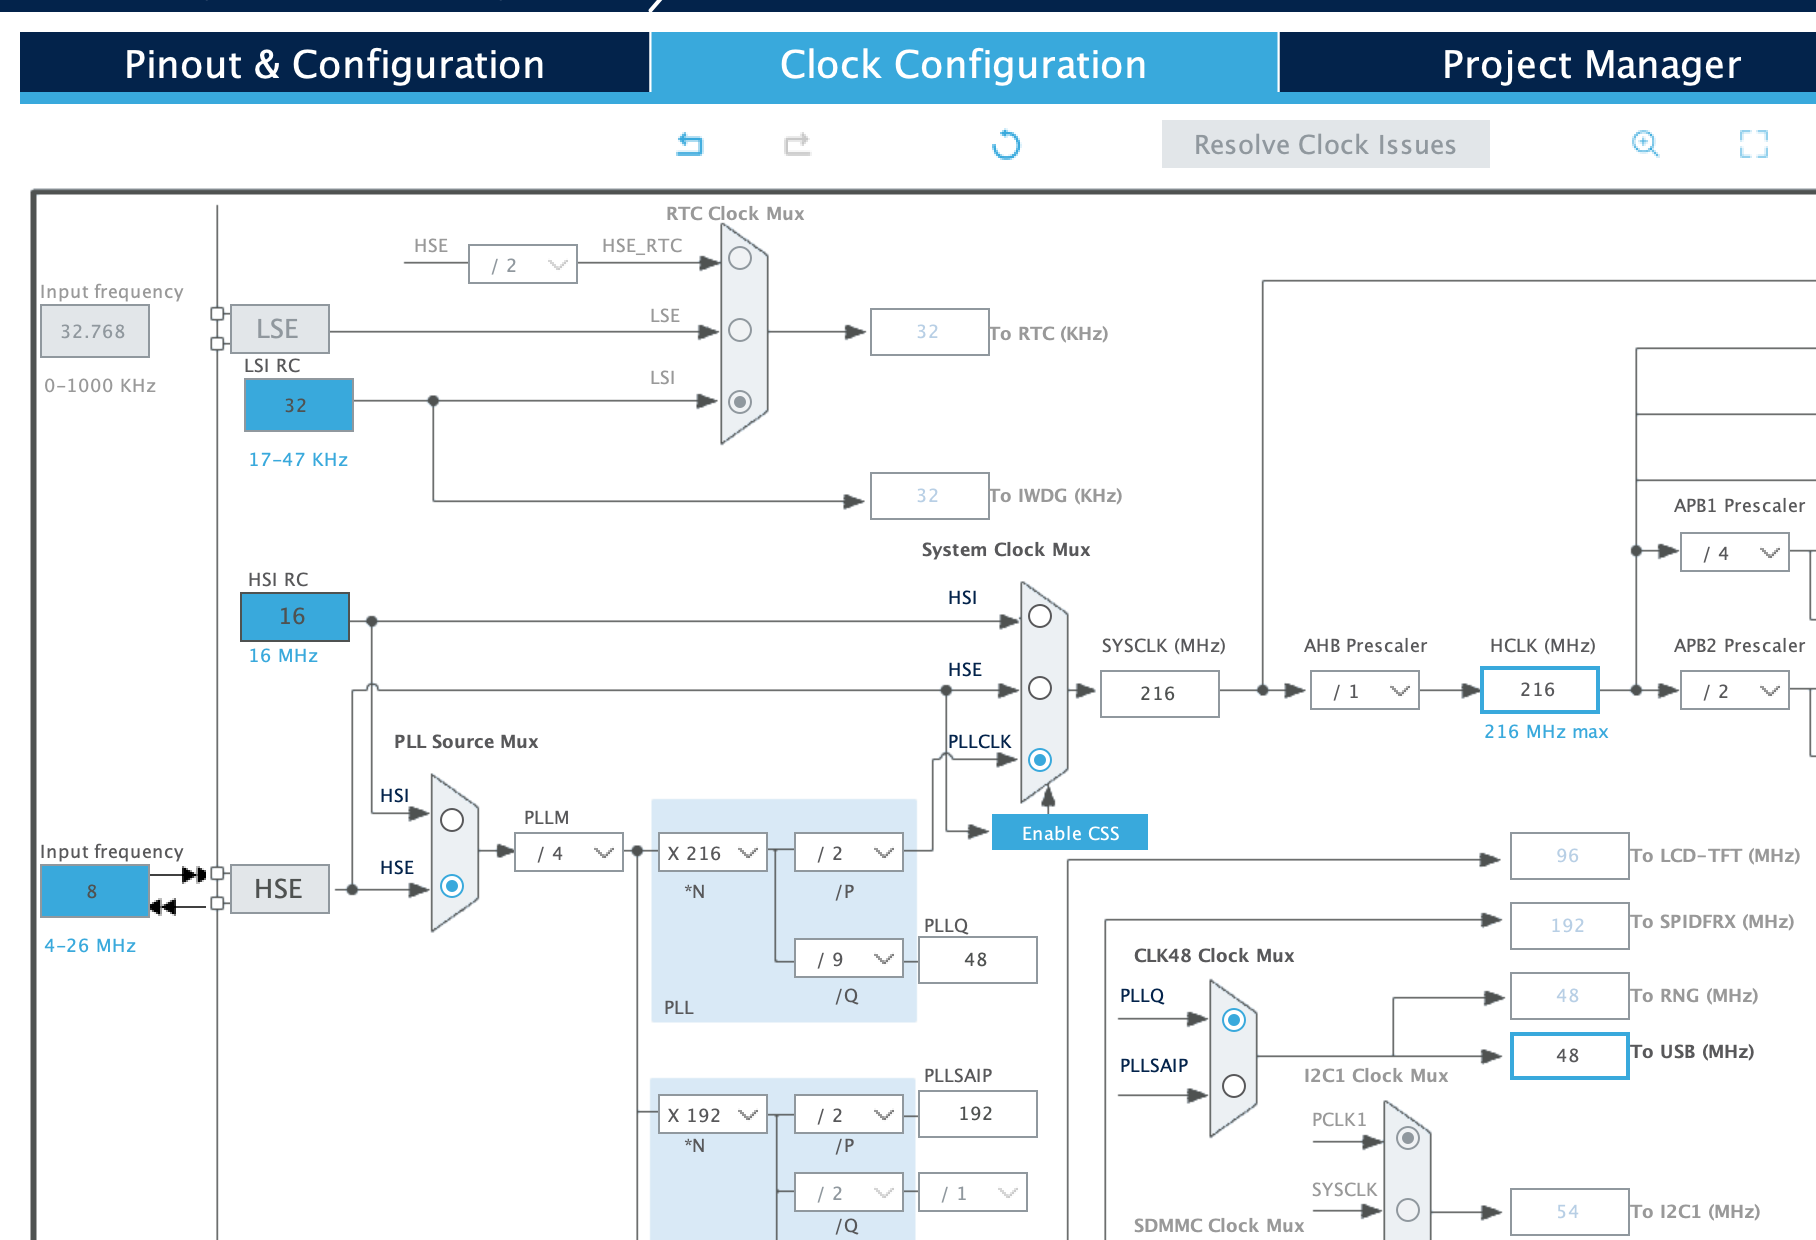 Pinout & Configuration
Clock Configuration
Project Manager
Resolve Clock Issues
RTC Clock Mux
HSE
/ 2
HSE_RTC
Input frequency
32.768
0-1000 KHz
LSE
LSE
32
To RTC (KHz)
LSI RC
32
17-47 KHz
LSI
32
To IWDG (KHz)
System Clock Mux
HSI RC
16
16 MHz
HSI
HSE
PLLCLK
SYSCLK (MHz)
216
AHB Prescaler
/ 1
HCLK (MHz)
216
216 MHz max
APB1 Prescaler
/ 4
APB2 Prescaler
/ 2
PLL Source Mux
HSI
HSE
Input frequency
8
4-26 MHz
HSE
PLLM
/ 4
X 216
*N
/ 2
/P
/ 9
/Q
PLL
PLLQ
48
Enable CSS
96
To LCD-TFT (MHz)
192
To SPIDFRX (MHz)
CLK48 Clock Mux
PLLQ
PLLSAIP
48
To RNG (MHz)
48
To USB (MHz)
X 192
*N
/ 2
/P
PLLSAIP
192
/ 2
/Q
/ 1
I2C1 Clock Mux
PCLK1
SYSCLK
54
To I2C1 (MHz)
SDMMC Clock Mux